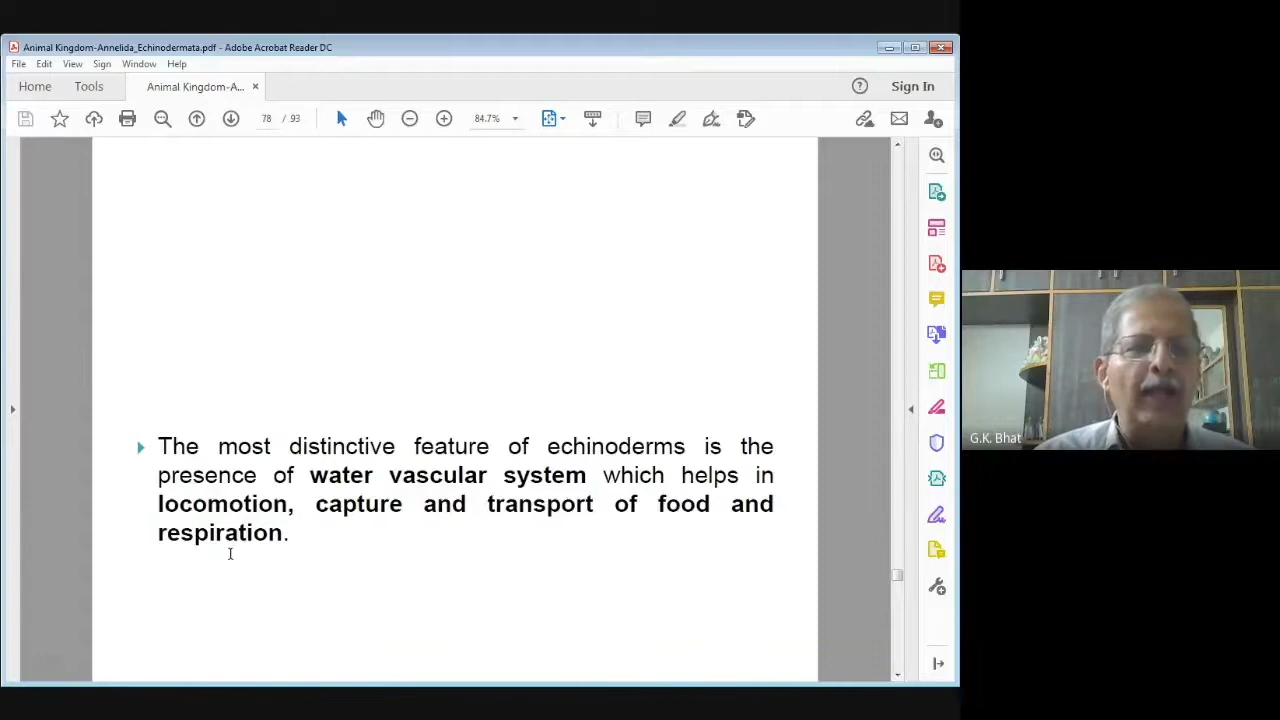 Animal Kingdom-Annelida_Echinodermata.pdf - Adobe Acrobat Reader DC
File Edit View Sign Window Help
Home Tools Animal Kingdom-A... × ? Sign In
78 / 93 84.7%
The most distinctive feature of echinoderms is the
presence of water vascular system which helps in
locomotion, capture and transport of food and
respiration.
G.K. Bhat